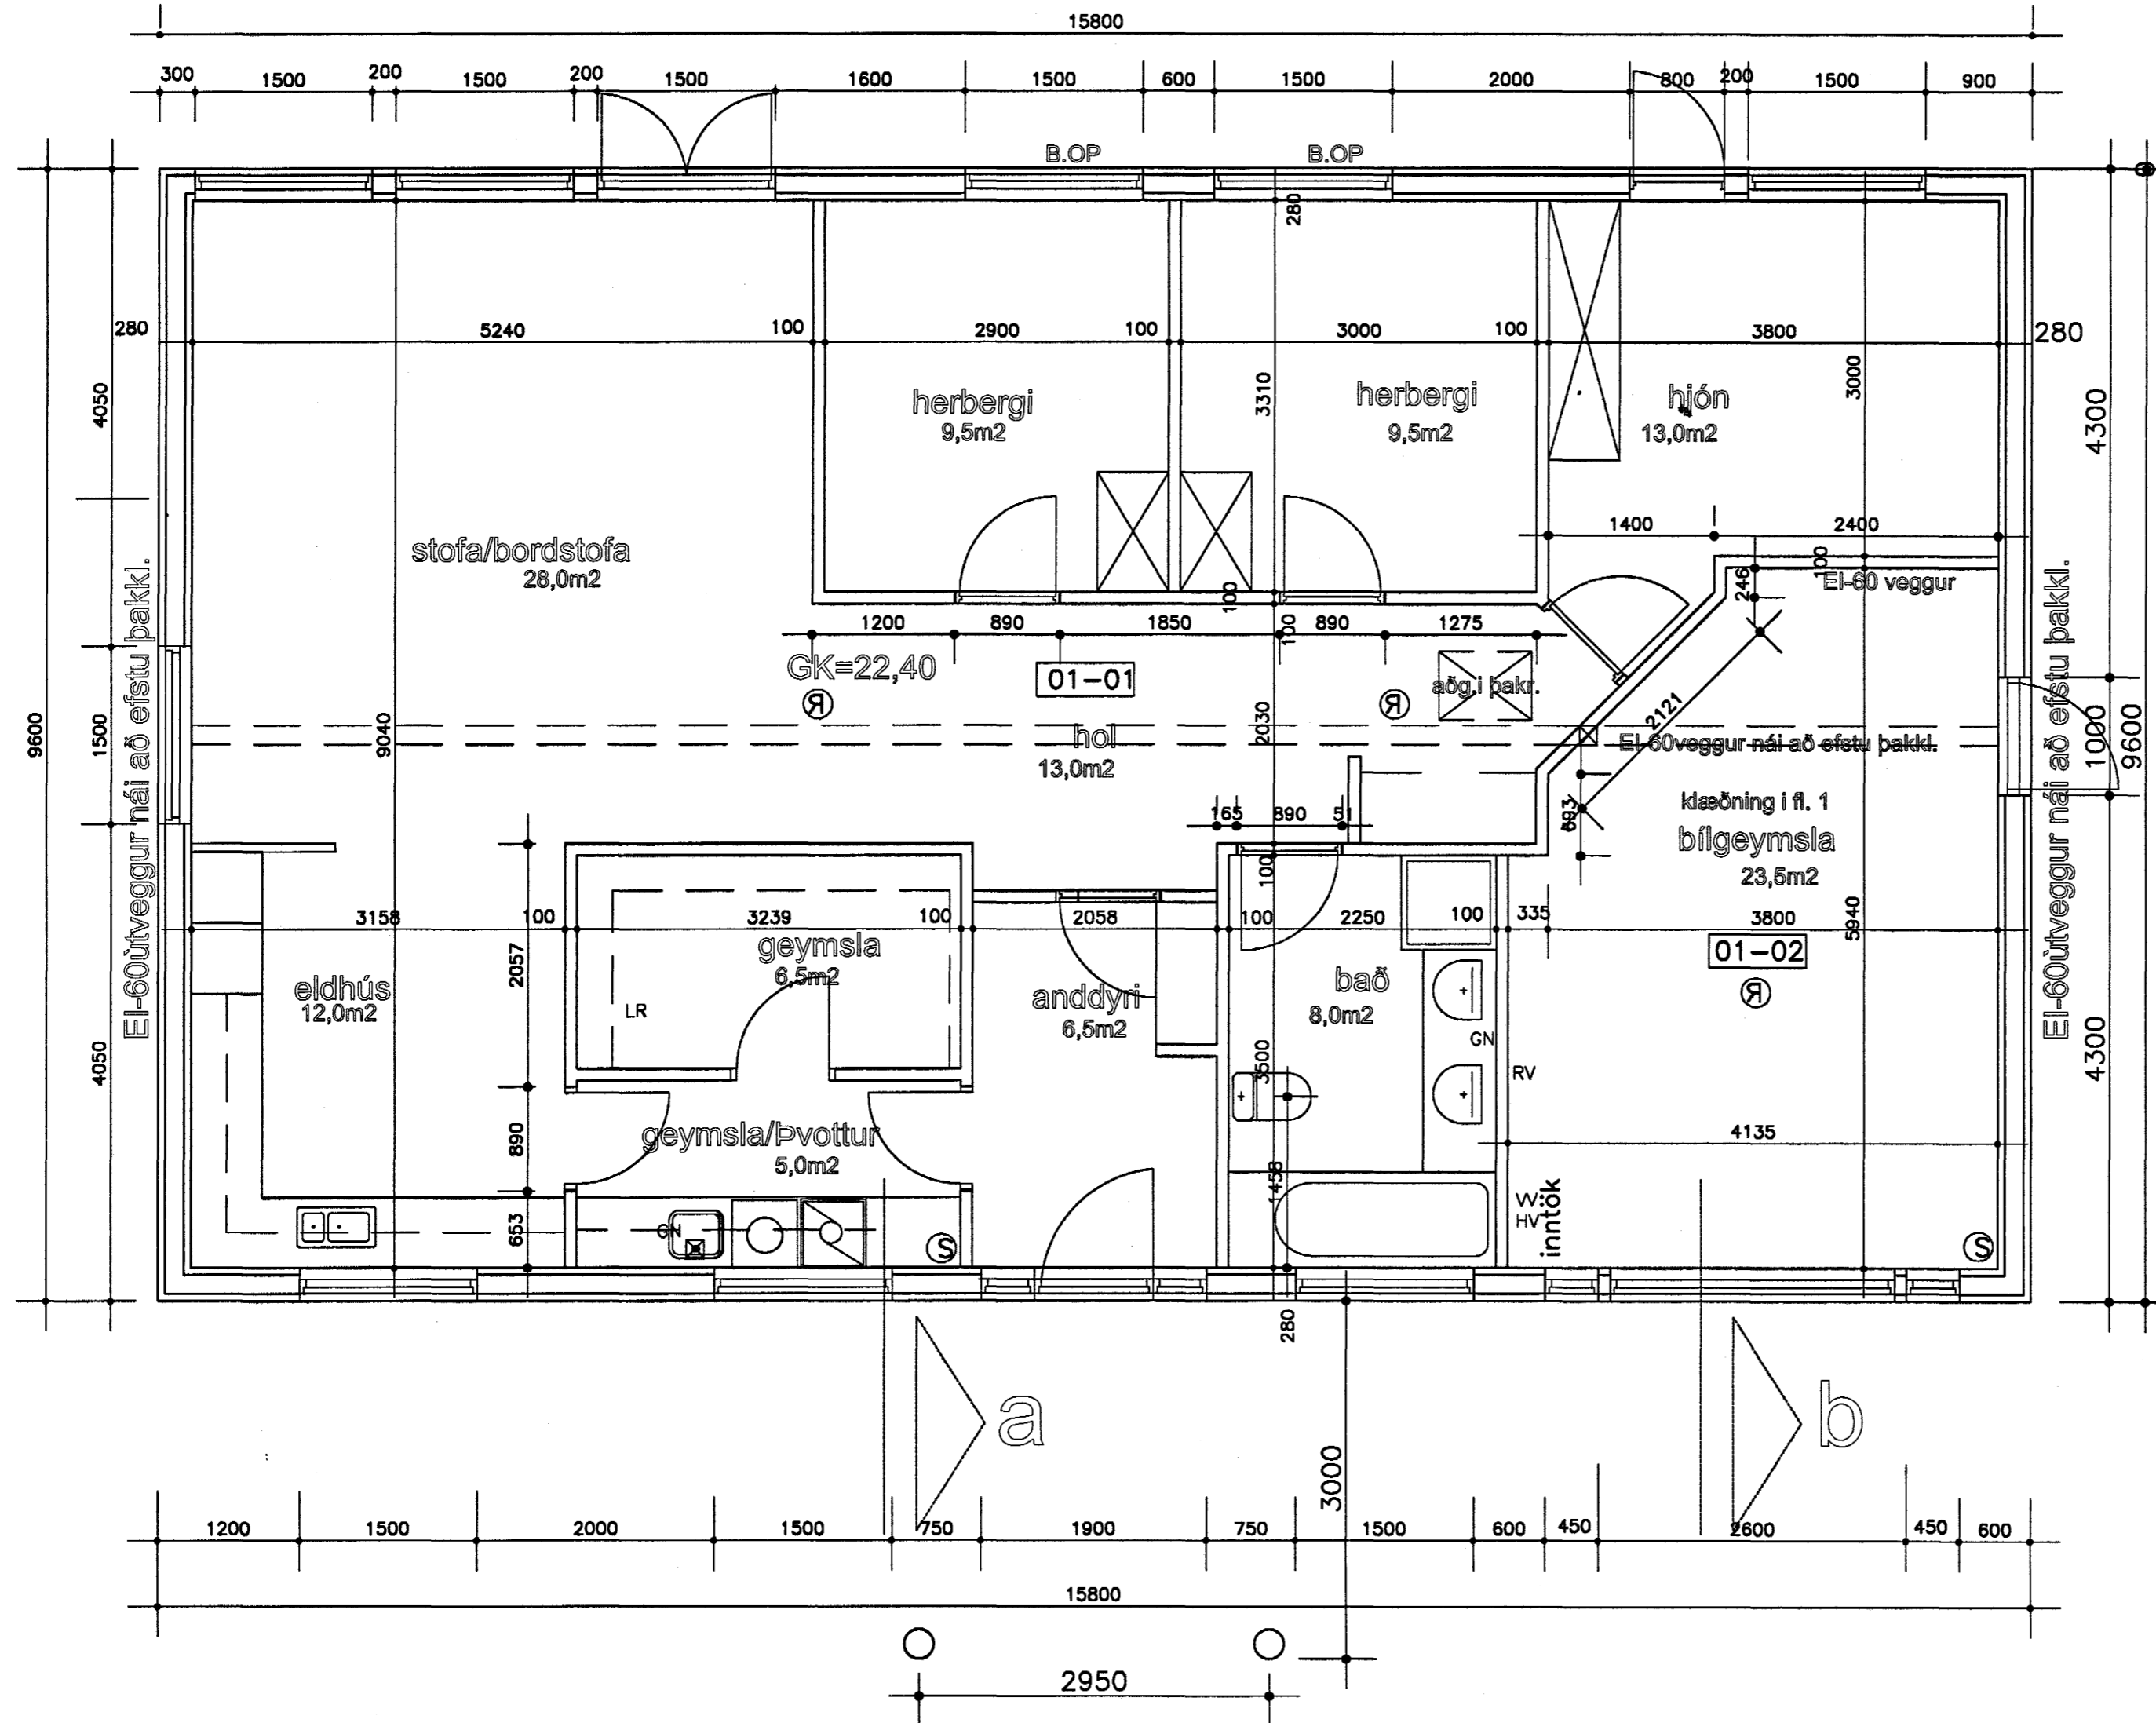 15800
300 1500 200 1500 200 1500 1600 1500 600 1500 2000 800 200 1500 900
B.OP B.OP
280
280 5240 100 2900 100 3000 100 3800 280
4050
3310
3000
4300
herbergi
9,5m2
herbergi
9,5m2
hjón
13,0m2
stofa/bordstofa
28,0m2
1400 2400
100
246
EI-60 veggur
100
100
1200 890 1850 890 1275
GK=22,40
01-01
R R
aðg.i þakr.
2121
9600
1500
9040
2030
1000
9600
hol
13,0m2
EI-60veggur nái að efstu þakkl.
EI-60ùtveggur nái að efstu þakkl.
EI-60ùtveggur nái að efstu þakkl.
klæðning i fl. 1
bílgeymsla
23,5m2
693
165 890 51
100
3158 100 3239 100 2058 100 2250 100 335 3800
5940
01-02
R
2057
geymsla
6,5m2
eldhús
12,0m2
LR
anddyri
6,5m2
bað
8,0m2
GN
RV
4050
4300
3500
890
geymsla/Þvottur
5,0m2
4135
1458
653
GN
S
VV
HV
inntök
S
280
a
b
3000
1200 1500 2000 1500 750 1900 750 1500 600 450 2600 450 600
15800
2950